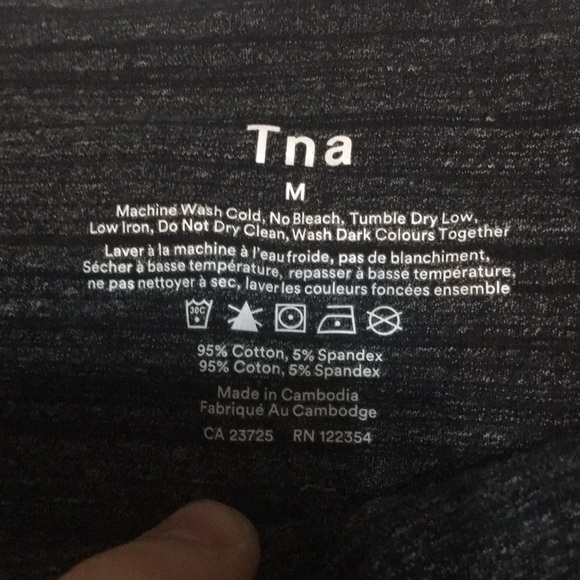 Tna
M
Machine Wash Cold, No Bleach, Tumble Dry Low,
Low Iron, Do Not Dry Clean, Wash Dark Colours Together
Laver à la machine à l'eau froide, pas de blanchiment,
Sécher à basse température, repasser à basse température,
ne pas nettoyer à sec, laver les couleurs foncées ensemble
30C
95% Cotton, 5% Spandex
95% Coton, 5% Spandex
Made in Cambodia
Fabriqué Au Cambodge
CA 23725 RN 122354